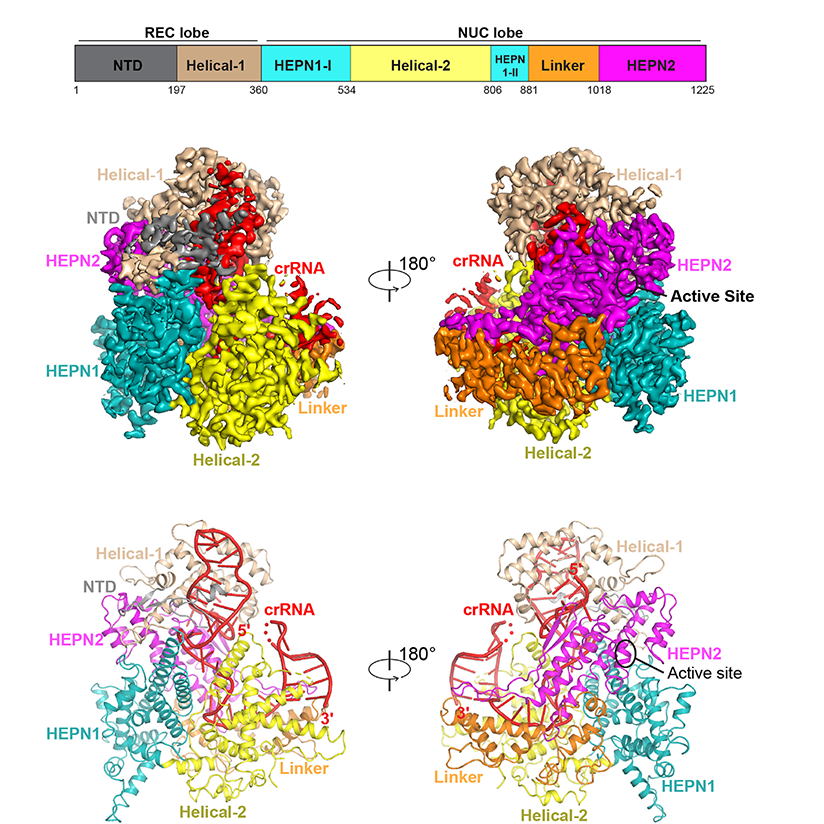 REC lobe NUC lobe
NTD Helical-1 HEPN1-I Helical-2 HEPN 1-II Linker HEPN2
1 197 360 534 806 881 1018 1225
Helical-1
NTD
HEPN2
crRNA
HEPN1
Linker
Helical-2
180°
Helical-1
crRNA
HEPN2
Active Site
HEPN1
Linker
Helical-2
Helical-1
NTD
HEPN2
5'
crRNA
HEPN1
3'
Linker
Helical-2
180°
Helical-1
5'
crRNA
HEPN2
Active site
3'
Linker
HEPN1
Helical-2